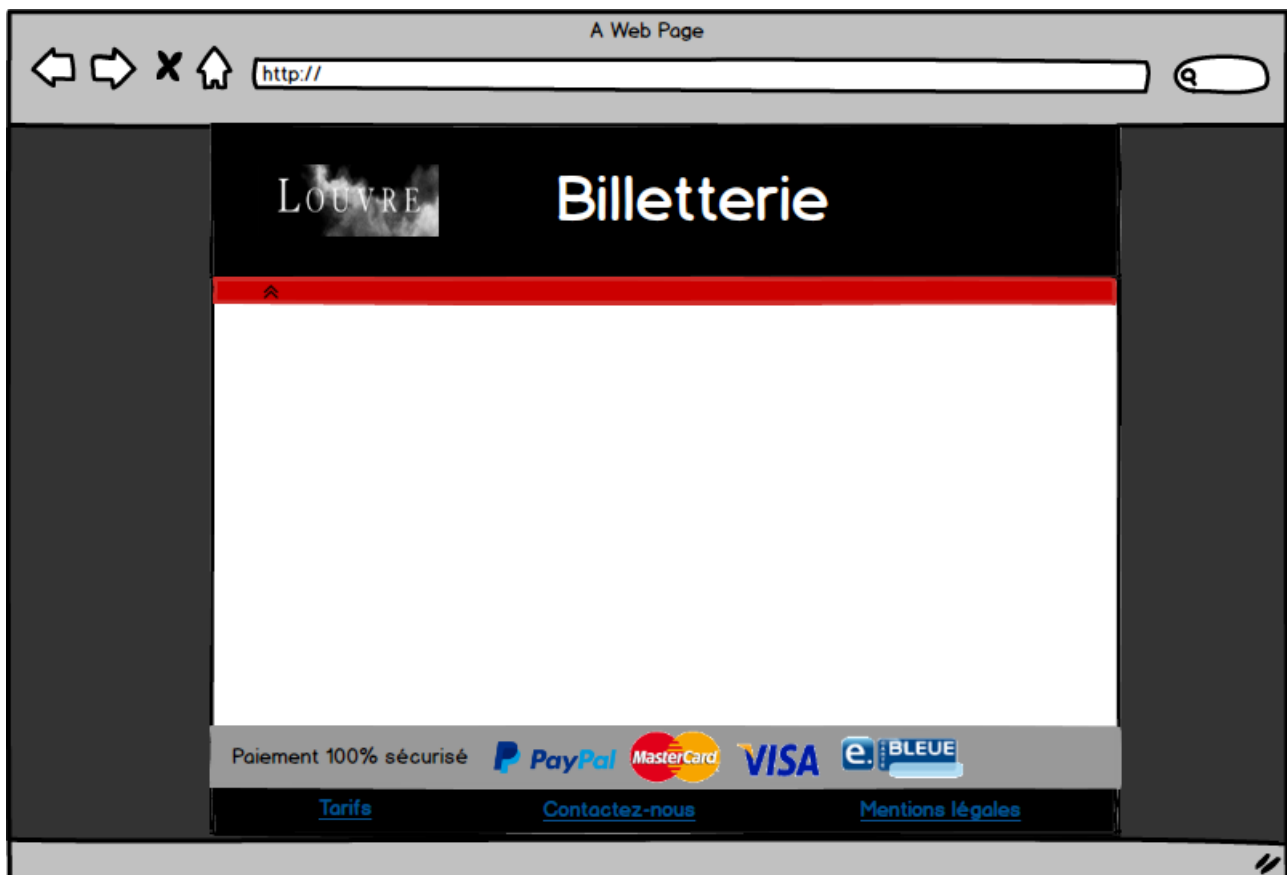 A Web Page
http://
LOUVRE
Billetterie
Paiement 100% sécurisé
PayPal
MasterCard
VISA
e.
BLEUE
Tarifs
Contactez-nous
Mentions légales